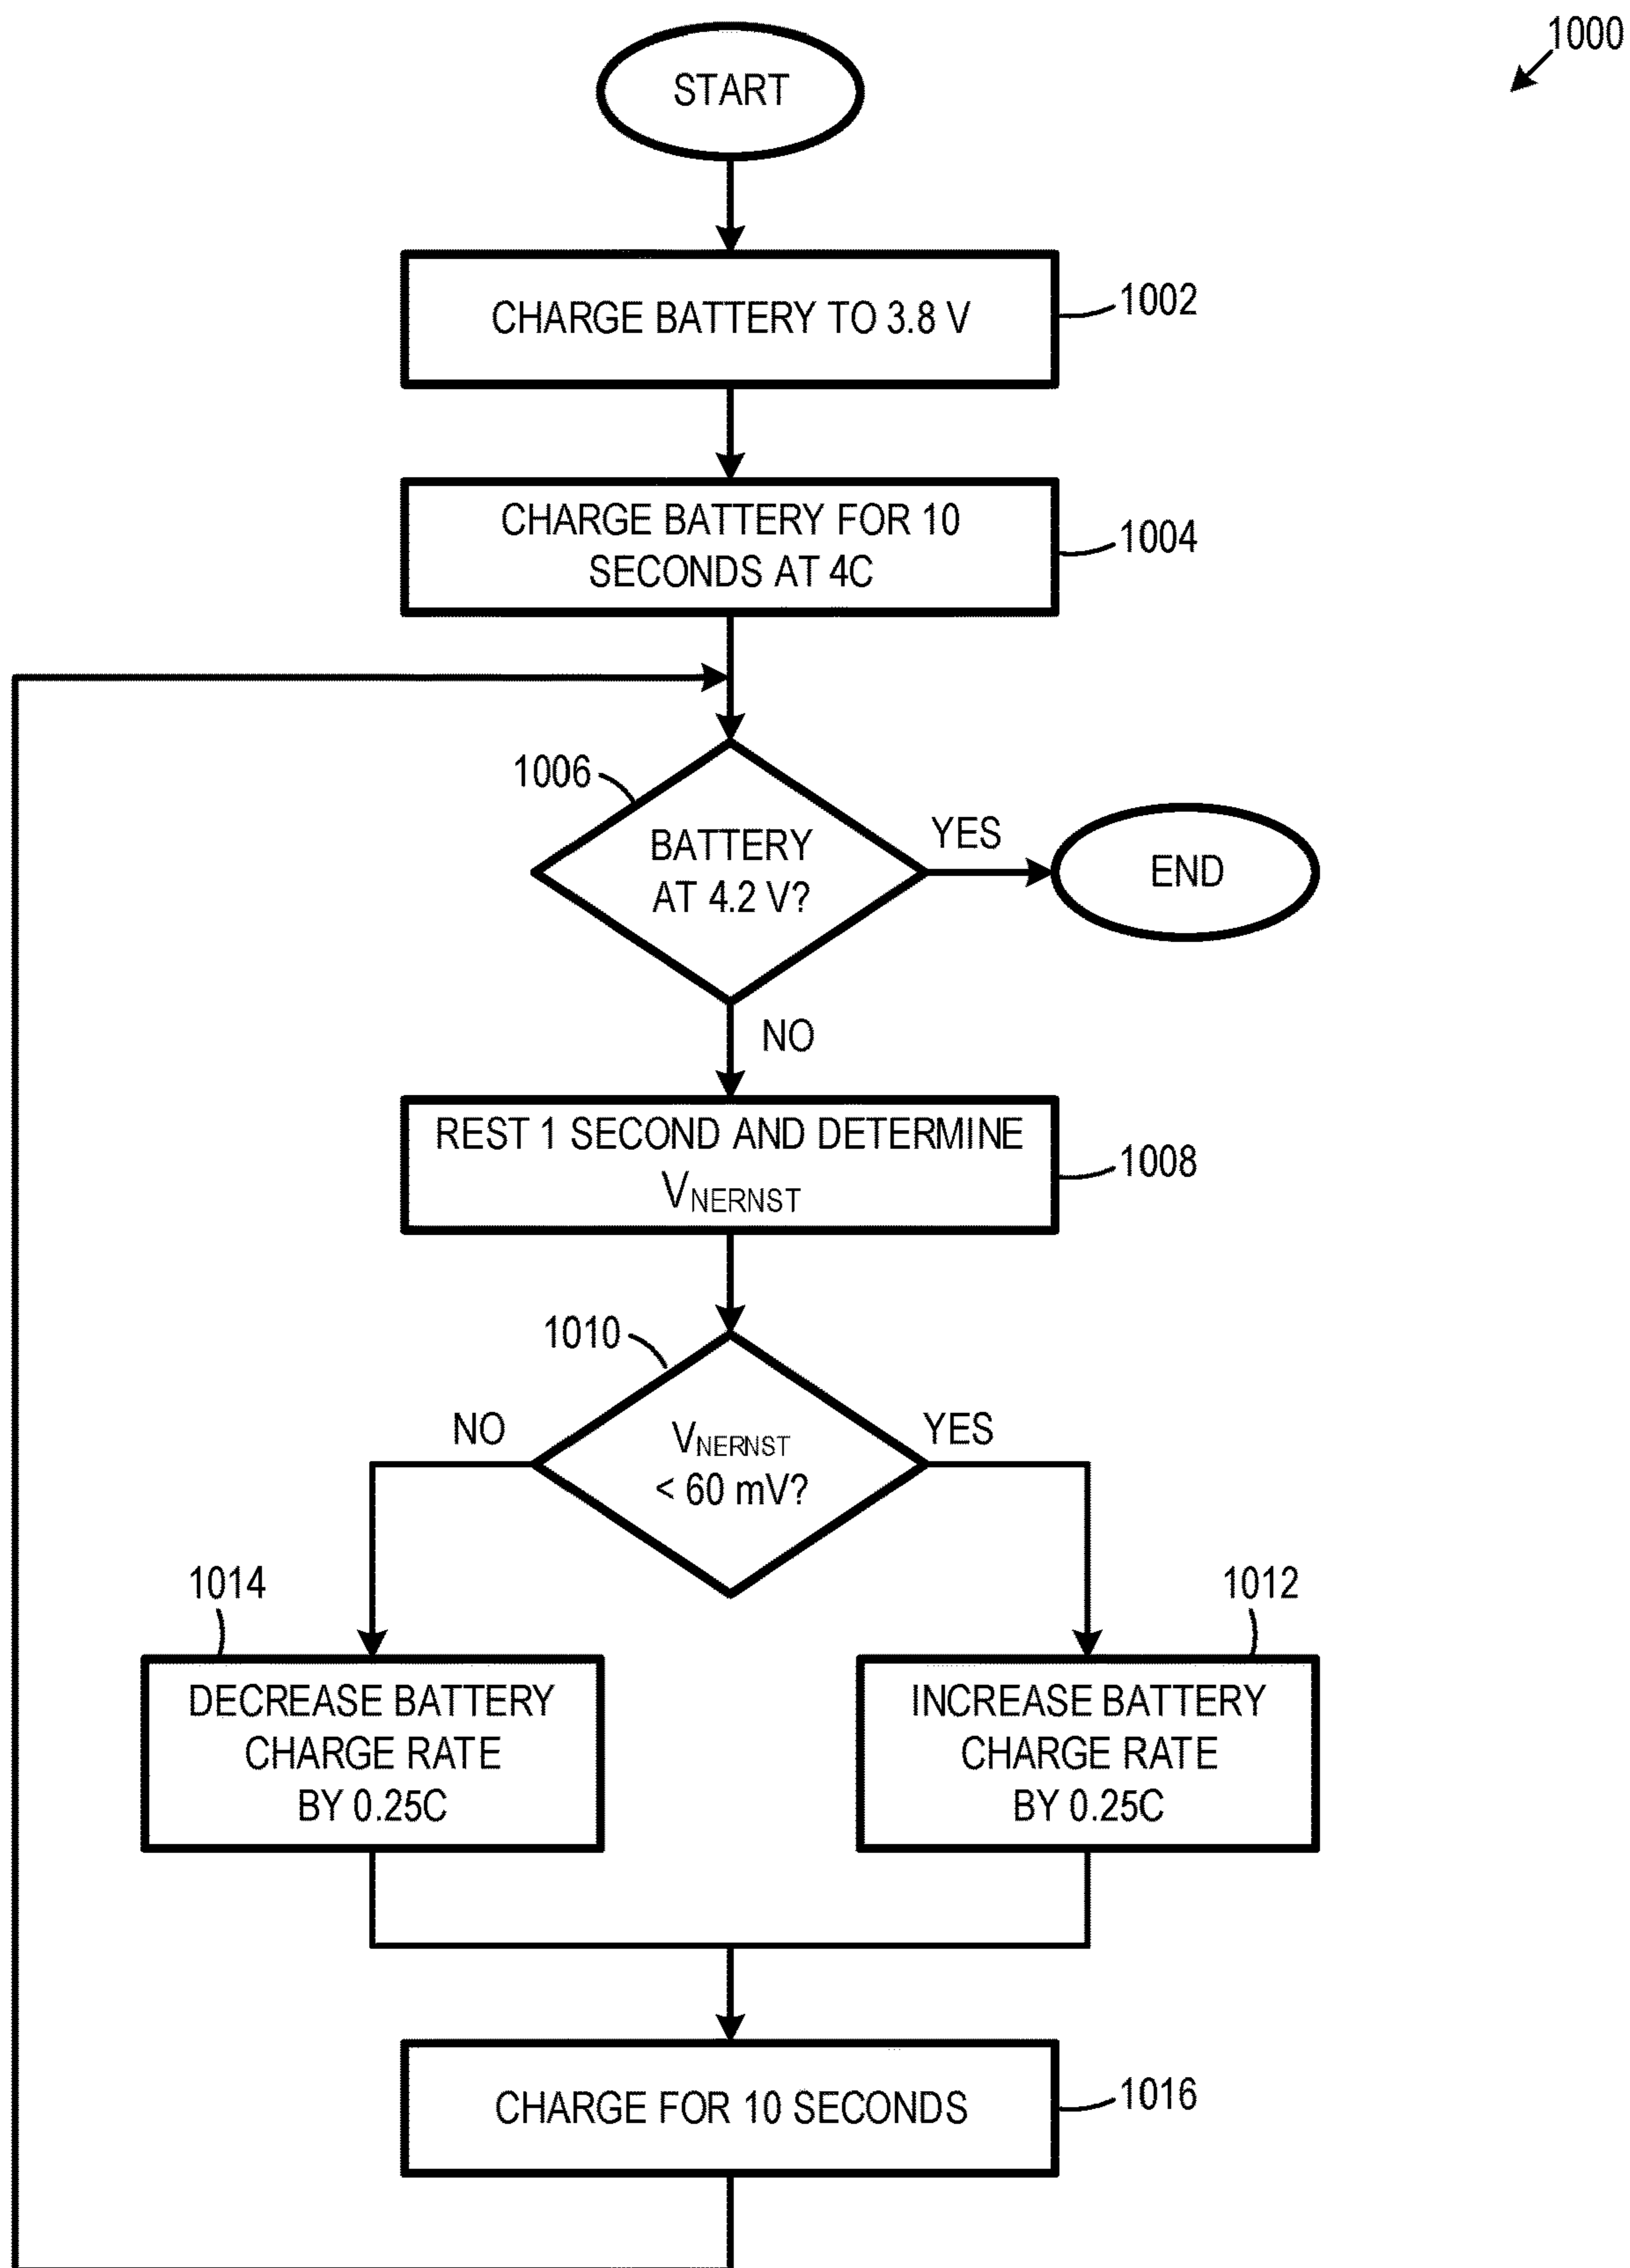 1000
START
CHARGE BATTERY TO 3.8 V
1002
CHARGE BATTERY FOR 10
SECONDS AT 4C
1004
1006
BATTERY
AT 4.2 V?
YES
END
NO
REST 1 SECOND AND DETERMINE
VNERNST
1008
1010
NO
VNERNST
< 60 mV?
YES
1014
1012
DECREASE BATTERY
CHARGE RATE
BY 0.25C
INCREASE BATTERY
CHARGE RATE
BY 0.25C
CHARGE FOR 10 SECONDS
1016